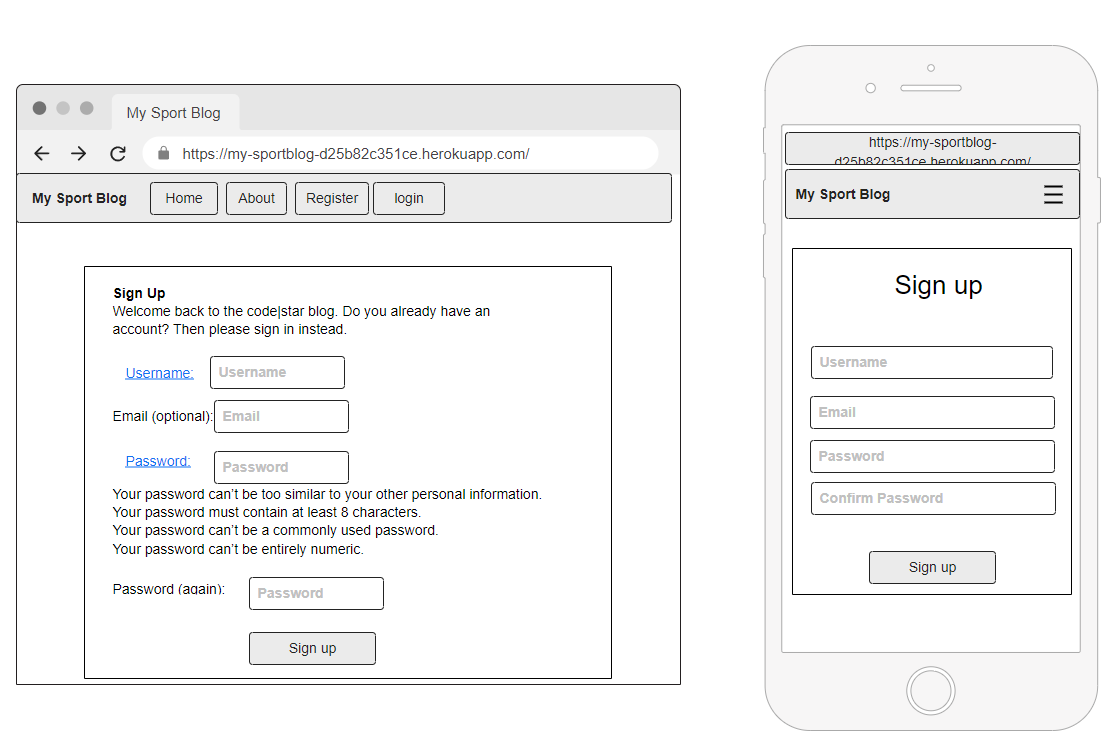 My Sport Blog
https://my-sportblog-d25b82c351ce.herokuapp.com/
My Sport Blog Home About Register login
Sign Up
Welcome back to the code|star blog. Do you already have an
account? Then please sign in instead.
Username: Username
Email (optional): Email
Password: Password
Your password can't be too similar to your other personal information.
Your password must contain at least 8 characters.
Your password can't be a commonly used password.
Your password can't be entirely numeric.
Password (again): Password
Sign up
https://my-sportblog-
d25b82c351ce.herokuapp.com/
My Sport Blog
Sign up
Username
Email
Password
Confirm Password
Sign up